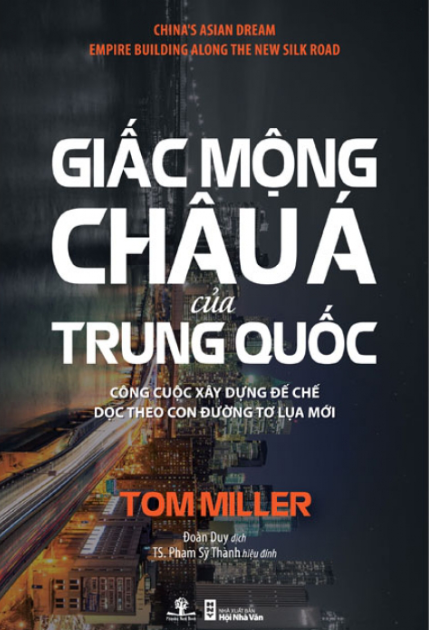 CHINA'S ASIAN DREAM
EMPIRE BUILDING ALONG THE NEW SILK ROAD
GIẤC MỘNG
CHÂU Á
của
TRUNG QUỐC
CÔNG CUỘC XÂY DỰNG ĐẾ CHẾ
DỌC THEO CON ĐƯỜNG TƠ LỤA MỚI
TOM MILLER
Đoàn Duy dịch
TS. Phạm Sỹ Thành hiệu đính
NHÀ XUẤT BẢN
Hội Nhà Văn